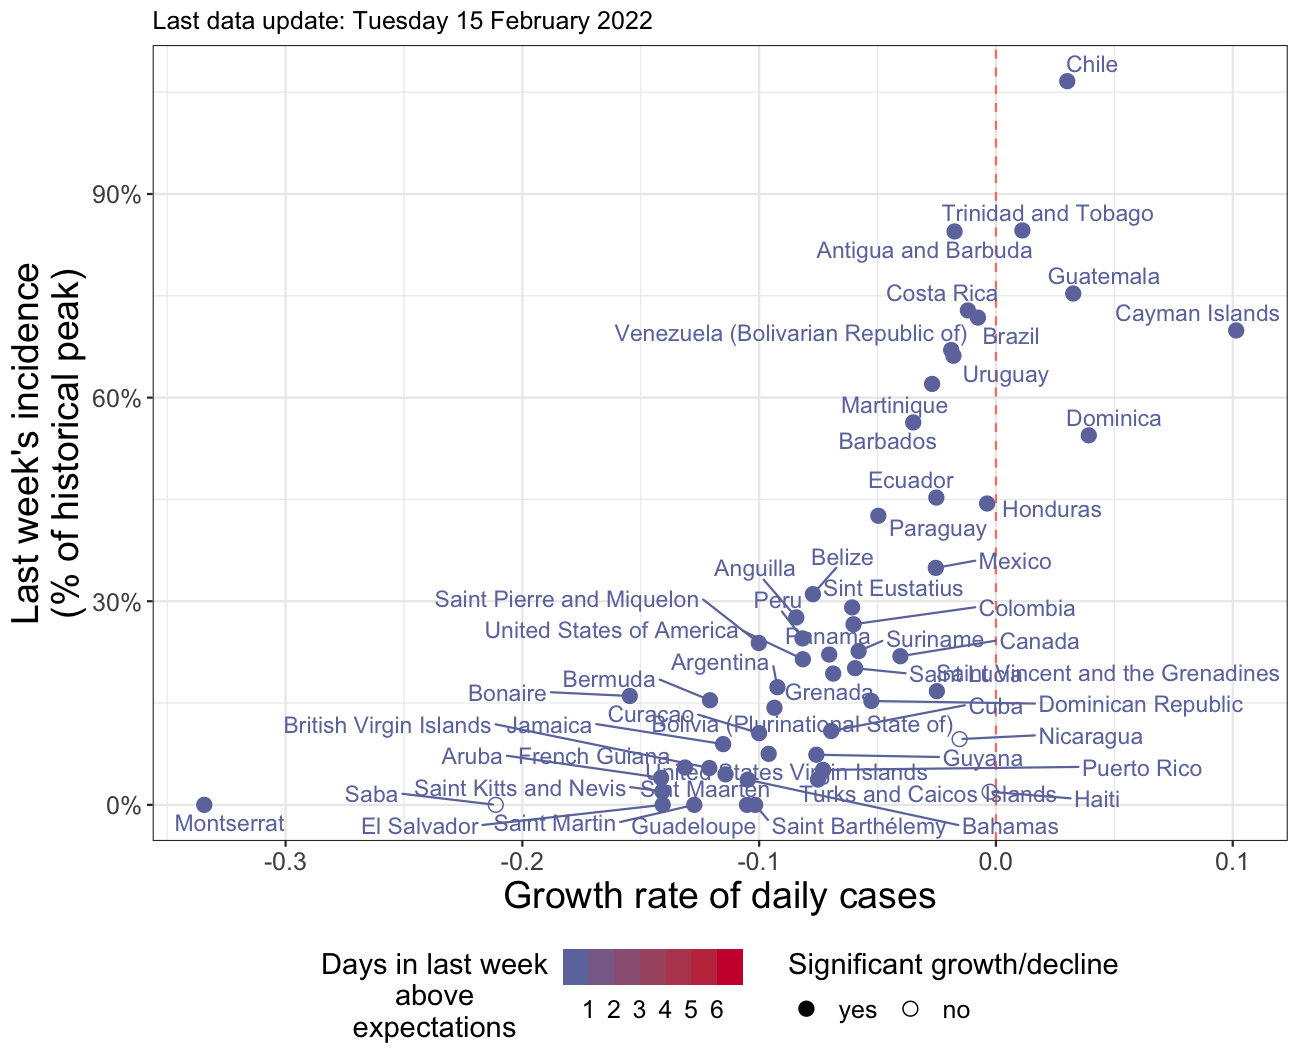 Last data update: Tuesday 15 February 2022
Last week's incidence
(% of historical peak)
90%
60%
30%
0%
Chile
Trinidad and Tobago
Antigua and Barbuda
Guatemala
Costa Rica
Cayman Islands
Venezuela (Bolivarian Republic of)
Brazil
Uruguay
Martinique
Dominica
Barbados
Ecuador
Honduras
Paraguay
Belize
Mexico
Anguilla
Sint Eustatius
Saint Pierre and Miquelon
Peru
Colombia
United States of America
Panama
Suriname
Canada
Argentina
Saint Lucia
Saint Vincent and the Grenadines
Bermuda
Bonaire
Grenada
Dominican Republic
Cuba
Curaçao
British Virgin Islands
Jamaica
Bolivia (Plurinational State of)
Nicaragua
Aruba
French Guiana
Guyana
United States Virgin Islands
Puerto Rico
Saba
Saint Kitts and Nevis
Sint Maarten
Turks and Caicos Islands
Haiti
Montserrat
El Salvador
Saint Martin
Guadeloupe
Saint Barthélemy
Bahamas
-0.3
-0.2
-0.1
0.0
0.1
Growth rate of daily cases
Days in last week
above
expectations
1 2 3 4 5 6
Significant growth/decline
yes
no